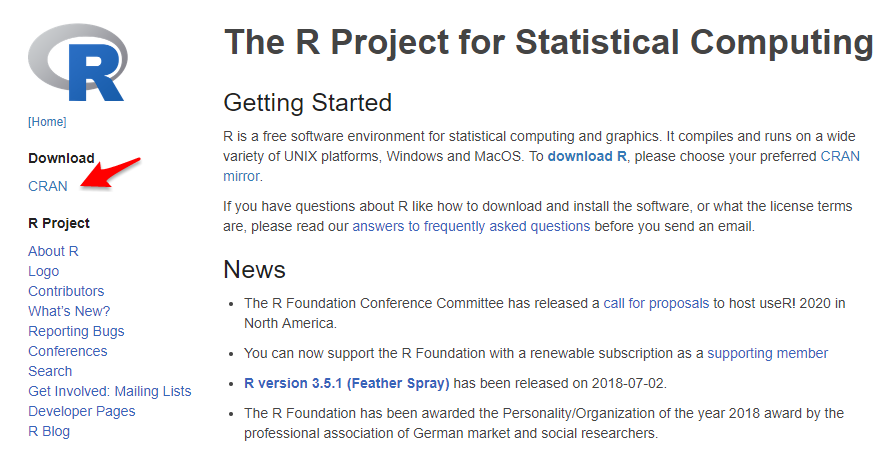 R
The R Project for Statistical Computing
[Home]
Download
CRAN
R Project
About R
Logo
Contributors
What's New?
Reporting Bugs
Conferences
Search
Get Involved: Mailing Lists
Developer Pages
R Blog
Getting Started
R is a free software environment for statistical computing and graphics. It compiles and runs on a wide
variety of UNIX platforms, Windows and MacOS. To download R, please choose your preferred CRAN
mirror.
If you have questions about R like how to download and install the software, or what the license terms
are, please read our answers to frequently asked questions before you send an email.
News
• The R Foundation Conference Committee has released a call for proposals to host useR! 2020 in
North America.
• You can now support the R Foundation with a renewable subscription as a supporting member
• R version 3.5.1 (Feather Spray) has been released on 2018-07-02.
• The R Foundation has been awarded the Personality/Organization of the year 2018 award by the
professional association of German market and social researchers.